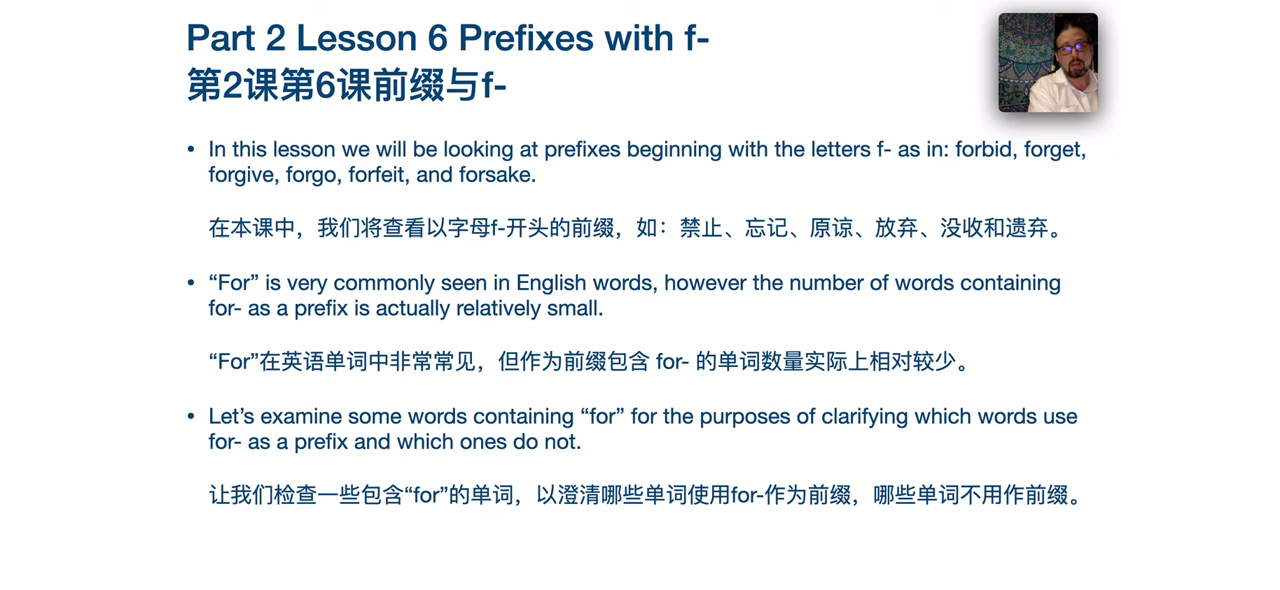 Part 2 Lesson 6 Prefixes with f-
第2课第6课前缀与f-
• In this lesson we will be looking at prefixes beginning with the letters f- as in: forbid, forget,
forgive, forgo, forfeit, and forsake.
在本课中，我们将查看以字母f-开头的前缀，如：禁止、忘记、原谅、放弃、没收和遗弃。
• “For” is very commonly seen in English words, however the number of words containing
for- as a prefix is actually relatively small.
“For”在英语单词中非常常见，但作为前缀包含 for- 的单词数量实际上相对较少。
• Let’s examine some words containing “for” for the purposes of clarifying which words use
for- as a prefix and which ones do not.
让我们检查一些包含“for”的单词，以澄清哪些单词使用for-作为前缀，哪些单词不用作前缀。